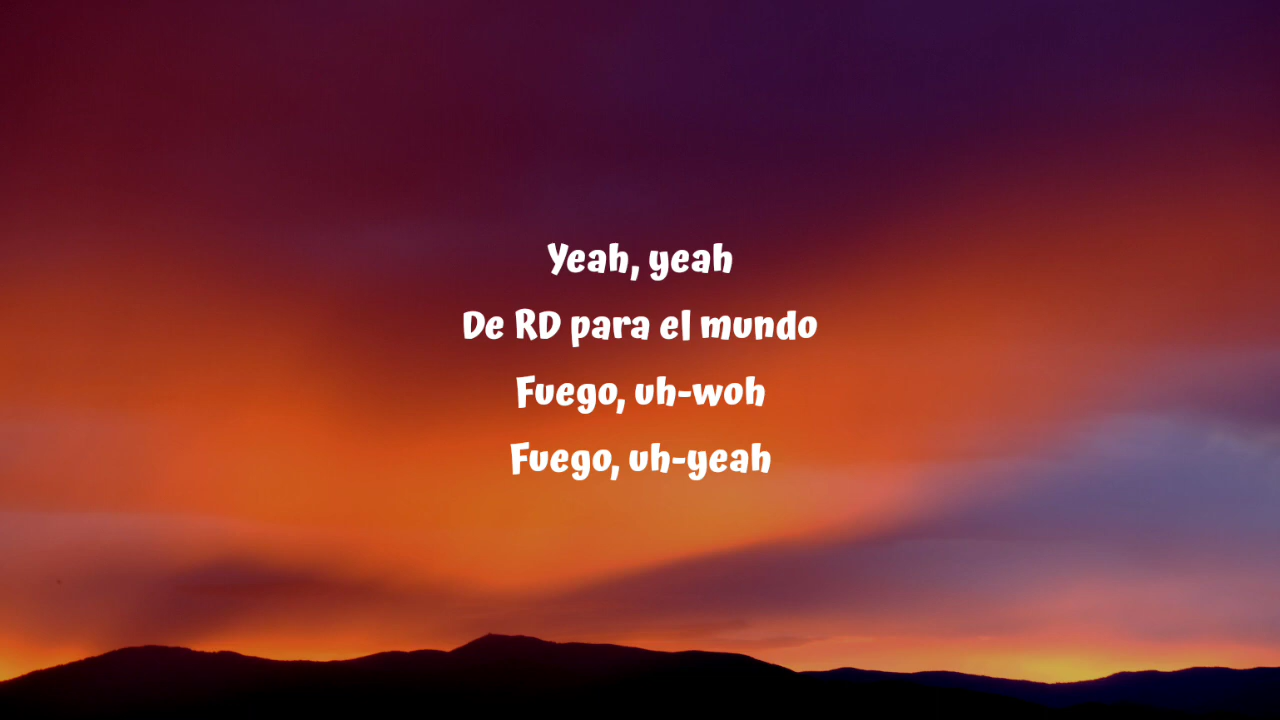 Yeah, yeah
De RD para el mundo
Fuego, uh-woh
Fuego, uh-yeah